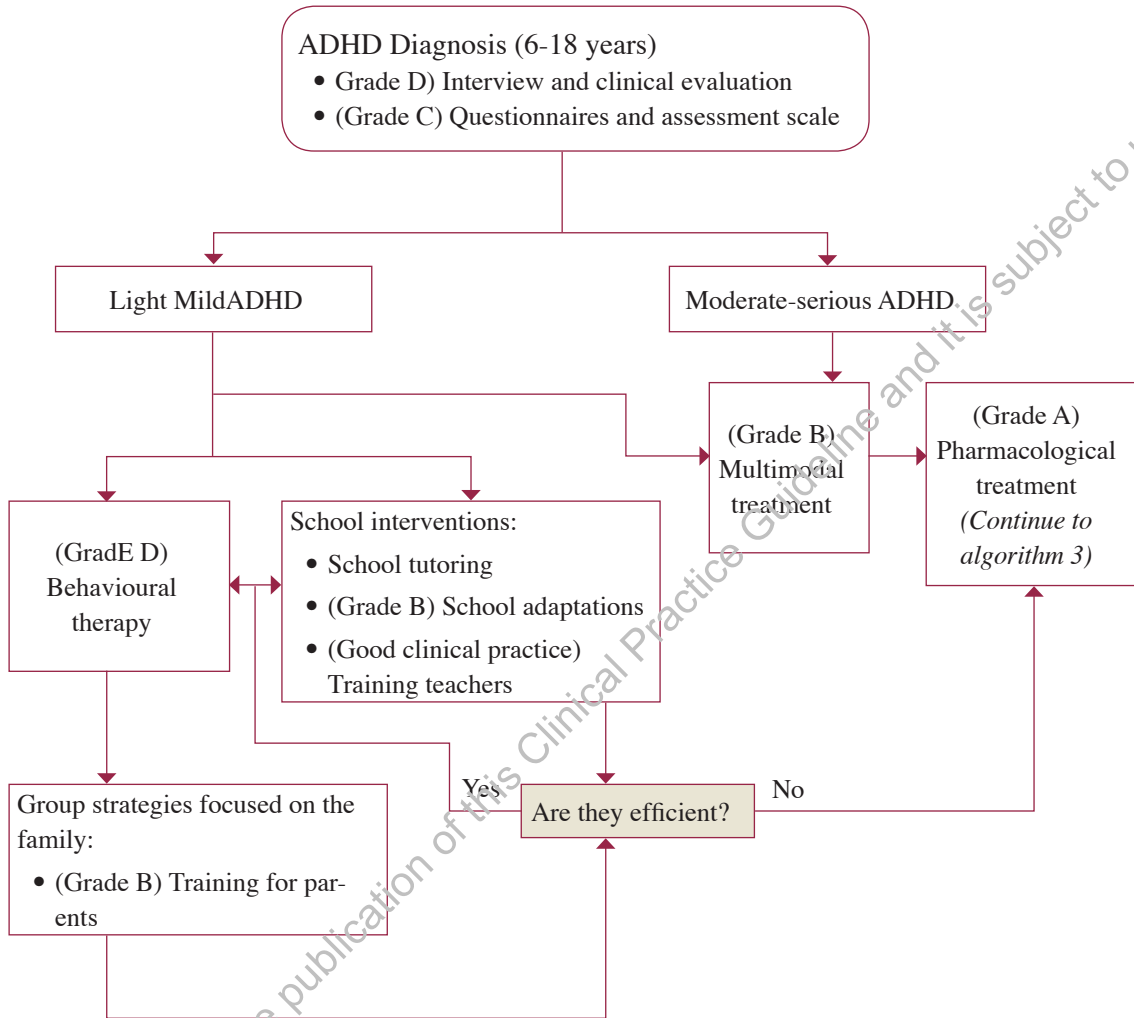 ADHD Diagnosis (6-18 years)
• Grade D) Interview and clinical evaluation
• (Grade C) Questionnaires and assessment scale
Light MildADHD
Moderate-serious ADHD
(Grade B)
Multimodal
treatment
(Grade A)
Pharmacological
treatment
(Continue to
algorithm 3)
(GradE D)
Behavioural
therapy
School interventions:
• School tutoring
• (Grade B) School adaptations
• (Good clinical practice)
Training teachers
Group strategies focused on the
family:
• (Grade B) Training for par-
ents
Yes
Are they efficient?
No
publication of this Clinical Practice Guideline and it is subject to